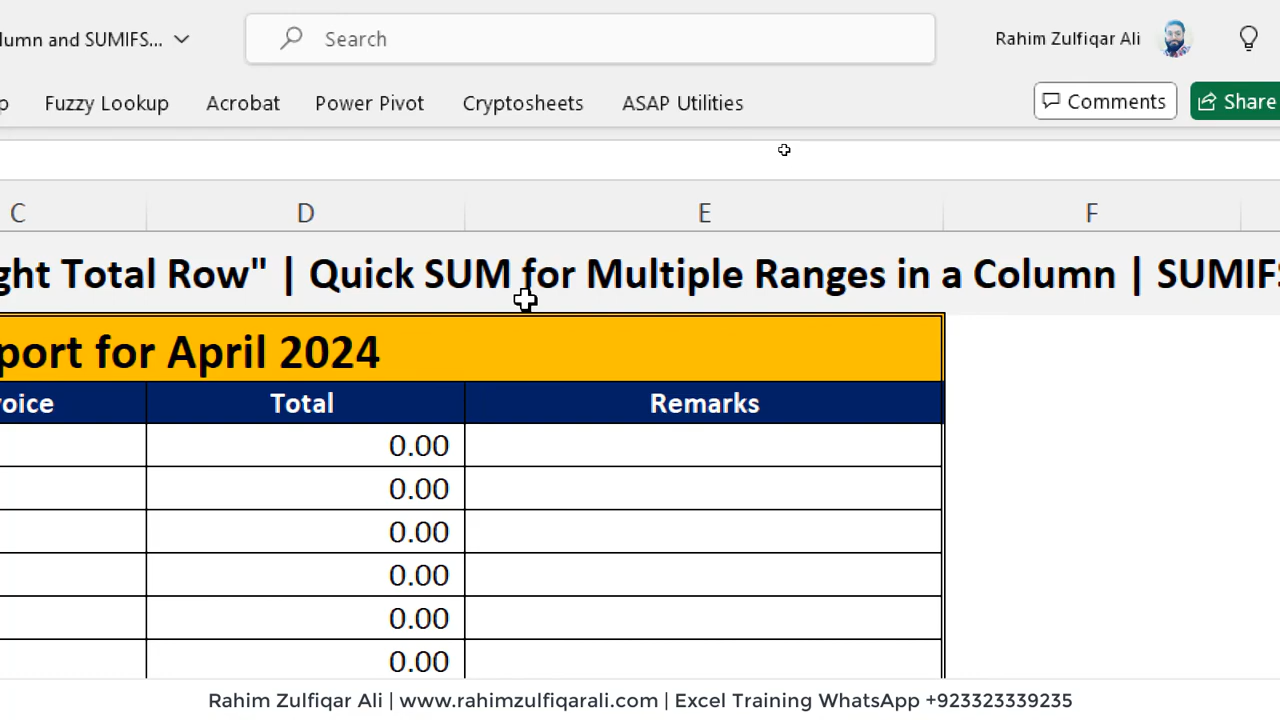 lumn and SUMIFS...
Search
Rahim Zulfiqar Ali
p Fuzzy Lookup Acrobat Power Pivot Cryptosheets ASAP Utilities
Comments
Share
C D E F
ght Total Row" | Quick SUM for Multiple Ranges in a Column | SUMIFS
port for April 2024
voice Total Remarks
0.00
0.00
0.00
0.00
0.00
0.00
Rahim Zulfiqar Ali | www.rahimzulfiqarali.com | Excel Training WhatsApp +923323339235